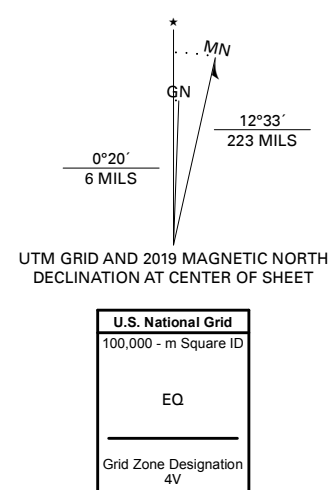 ★
MN
GN
12°33´
223 MILS
0°20´
6 MILS
UTM GRID AND 2019 MAGNETIC NORTH
DECLINATION AT CENTER OF SHEET
U.S. National Grid
100,000 - m Square ID
EQ
Grid Zone Designation
4V